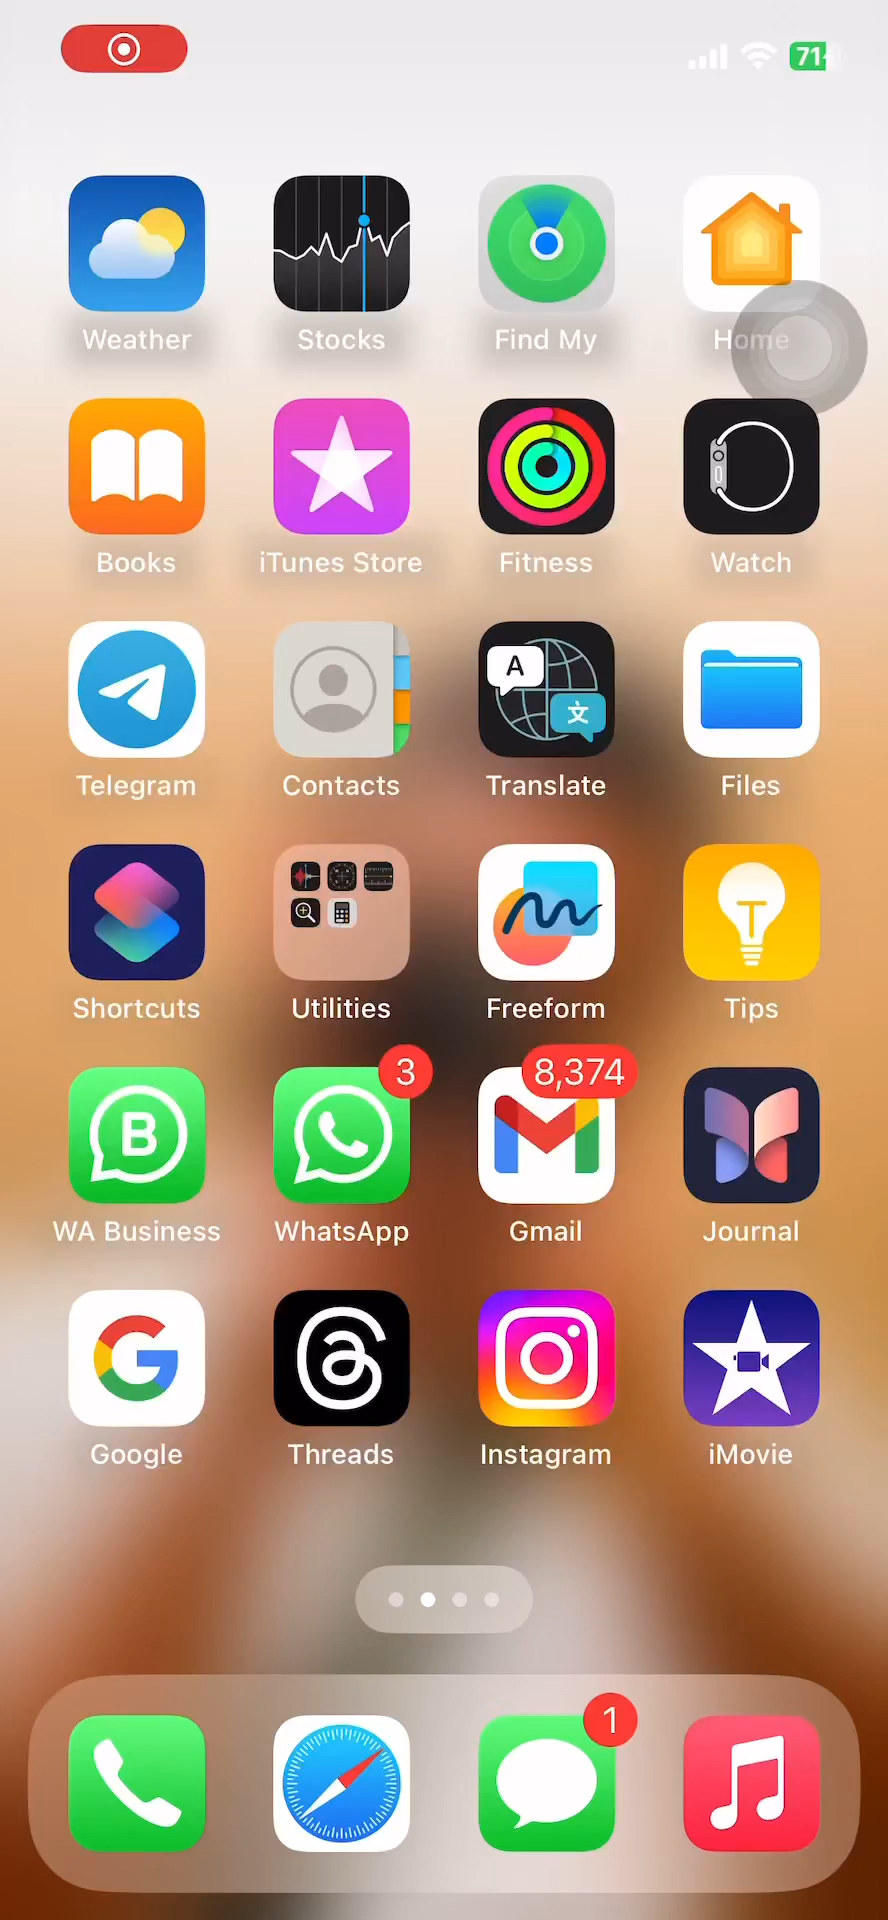 71
Weather
Stocks
Find My
Home
Books
iTunes Store
Fitness
Watch
A
文
Telegram
Contacts
Translate
Files
Shortcuts
Utilities
Freeform
Tips
B
3
8,374
WA Business
WhatsApp
Gmail
Journal
Google
Threads
Instagram
iMovie
1